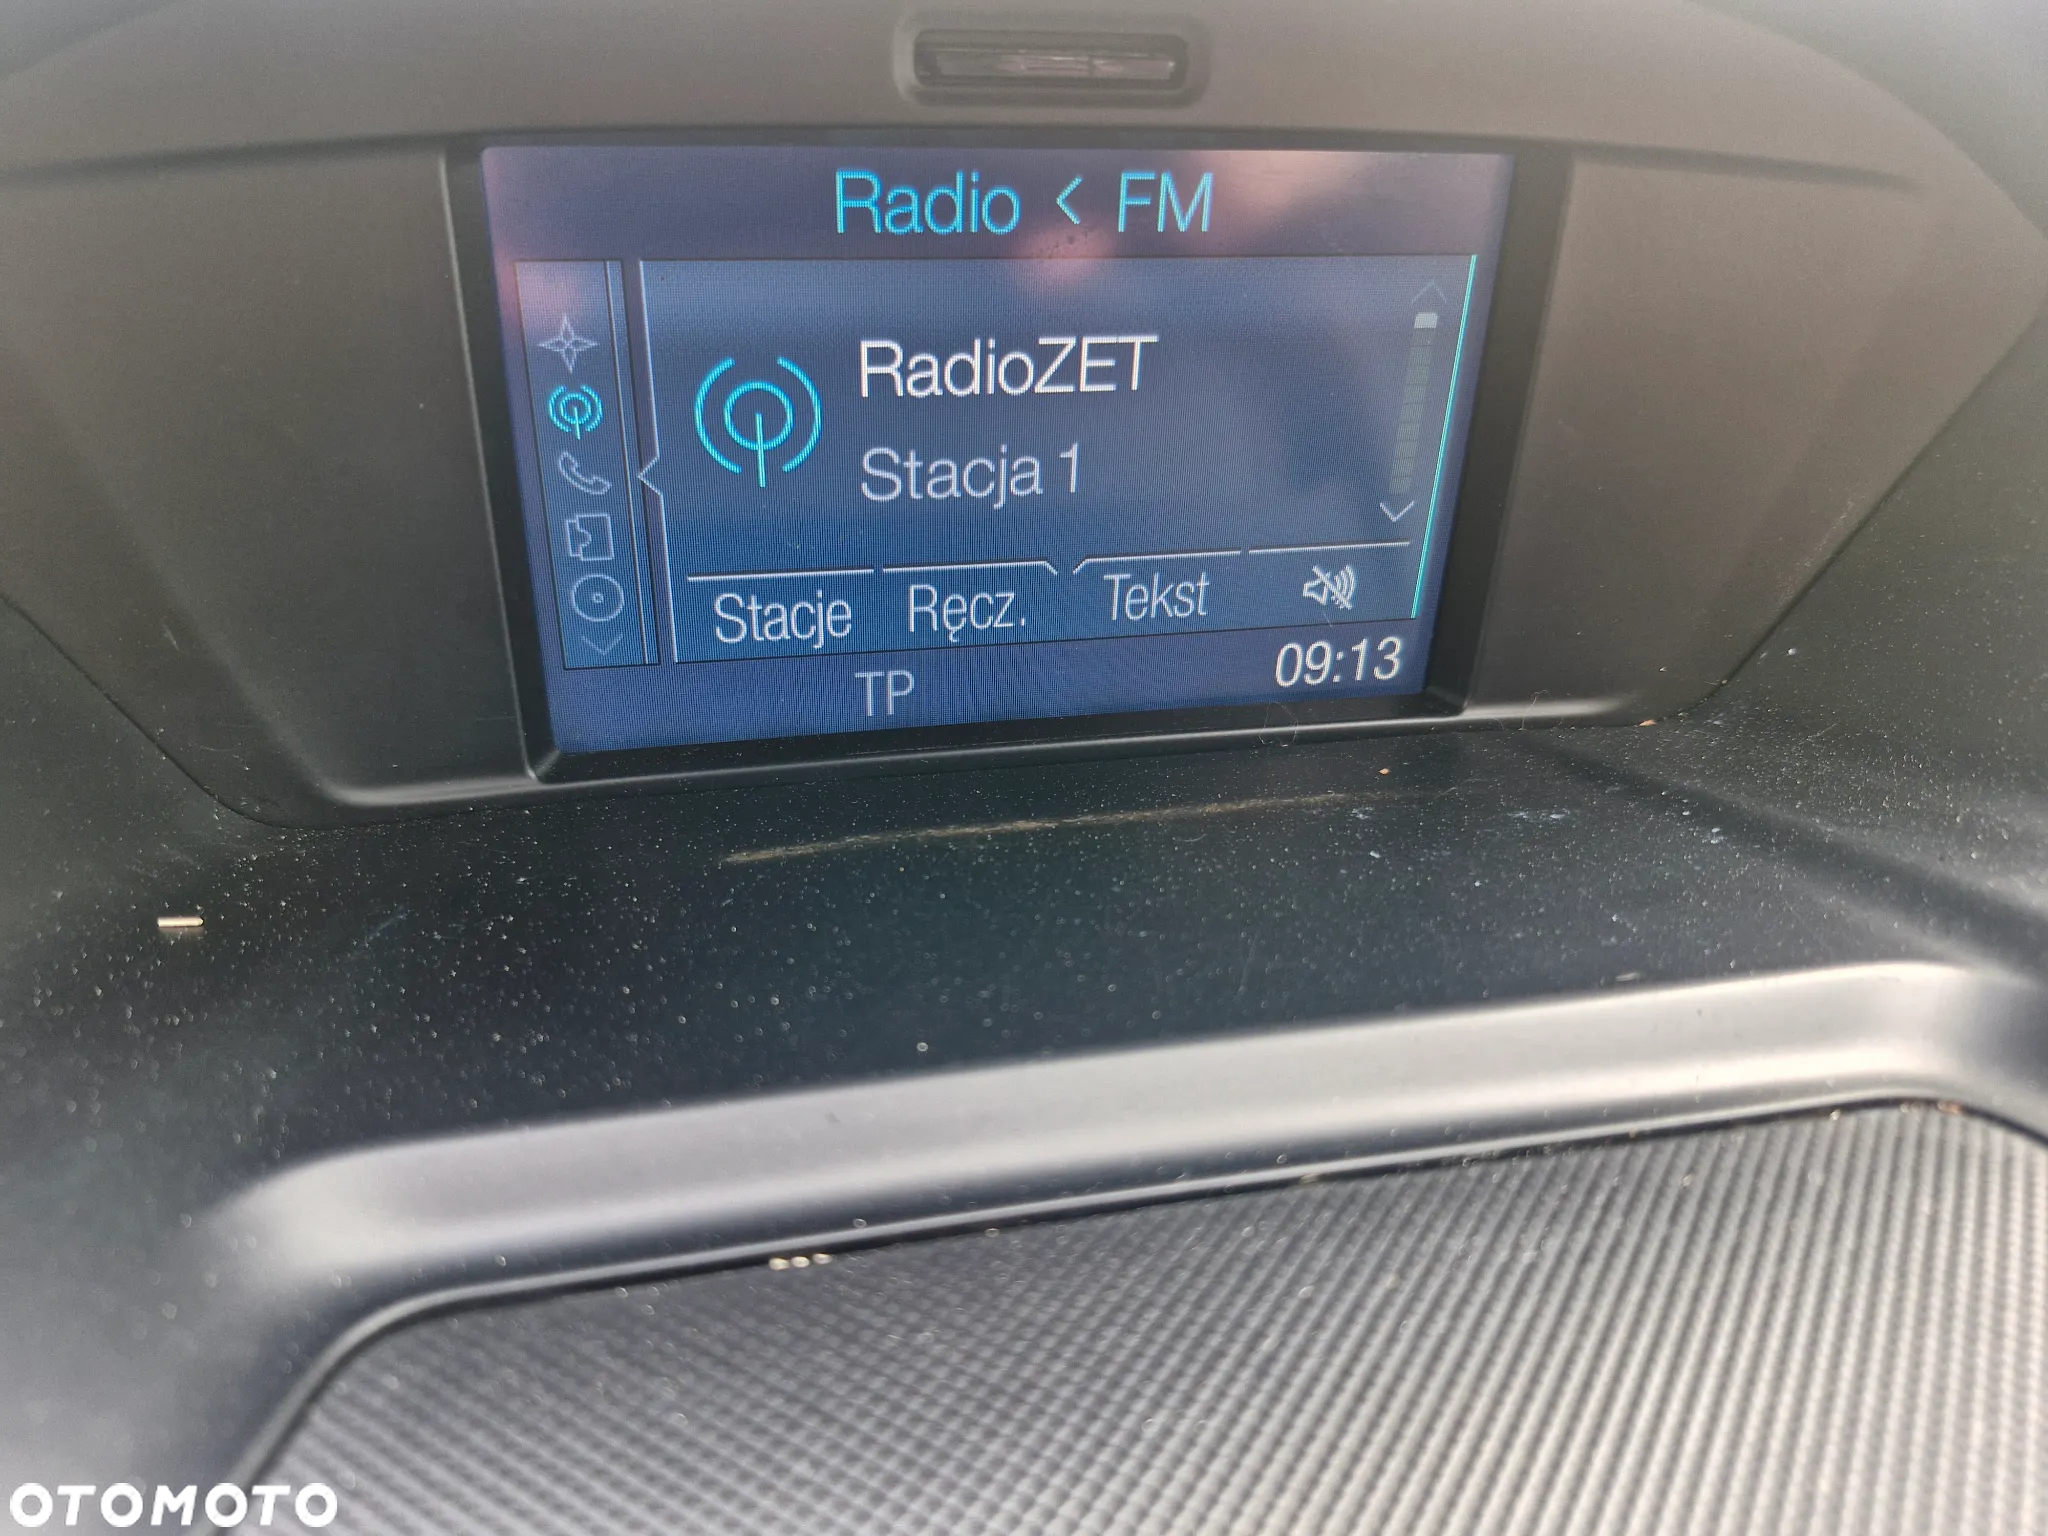 Radio < FM
RadioZET
Stacja 1
Stacje Ręcz. Tekst
TP 09:13
OTOMOTO